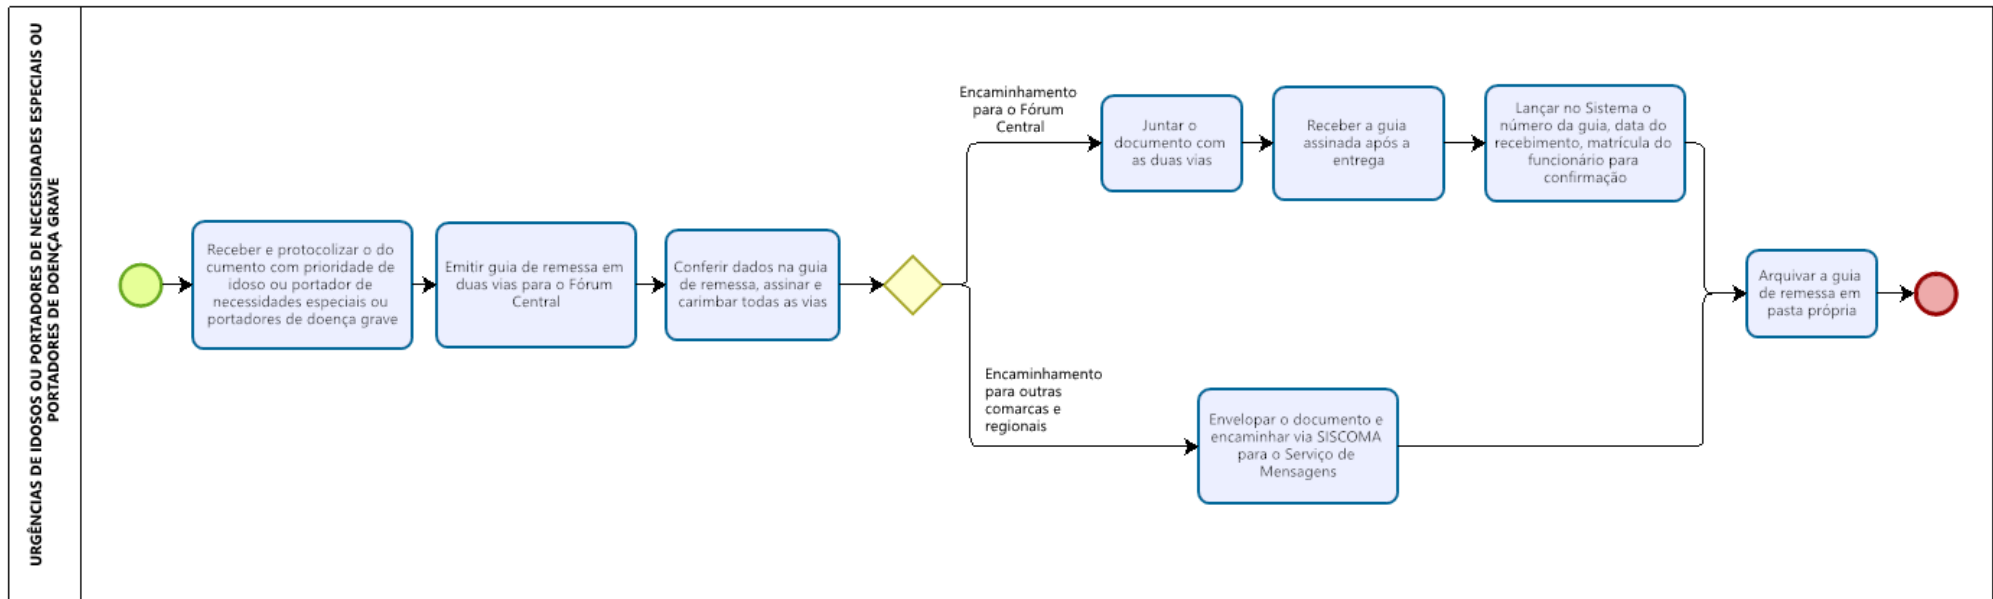 URGÊNCIAS DE IDOSOS OU PORTADORES DE NECESSIDADES ESPECIAIS OU
PORTADORES DE DOENÇA GRAVE
Receber e protocolizar o do
cumento com prioridade de
idoso ou portador de
necessidades especiais ou
portadores de doença grave
Emitir guia de remessa em
duas vias para o Fórum
Central
Conferir dados na guia
de remessa, assinar e
carimbar todas as vias
Encaminhamento
para o Fórum
Central
Juntar o
documento com
as duas vias
Receber a guia
assinada após a
entrega
Lançar no Sistema o
número da guia, data do
recebimento, matrícula do
funcionário para
confirmação
Encaminhamento
para outras
comarcas e
regionais
Envelopar o documento e
encaminhar via SISCOMA
para o Serviço de
Mensagens
Arquivar a guia
de remessa em
pasta própria